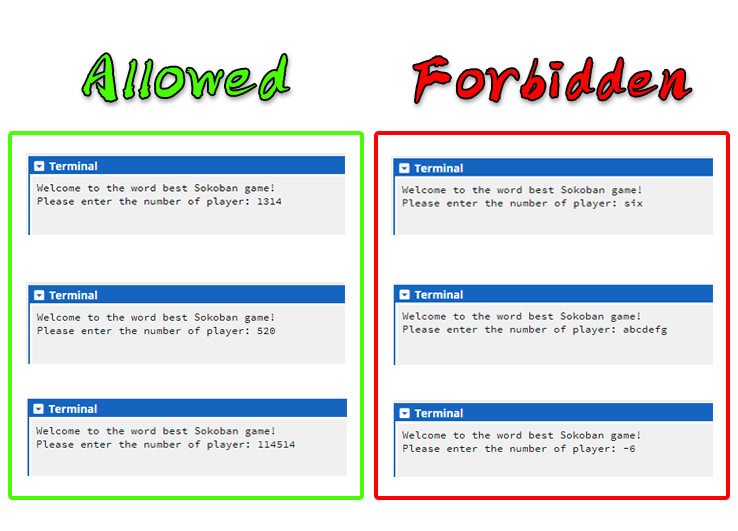 Allowed
Terminal
Welcome to the word best Sokoban game!
Please enter the number of player: 1314
Terminal
Welcome to the word best Sokoban game!
Please enter the number of player: 520
Terminal
Welcome to the word best Sokoban game!
Please enter the number of player: 114514
Forbidden
Terminal
Welcome to the word best Sokoban game!
Please enter the number of player: six
Terminal
Welcome to the word best Sokoban game!
Please enter the number of player: abcdefg
Terminal
Welcome to the word best Sokoban game!
Please enter the number of player: -6